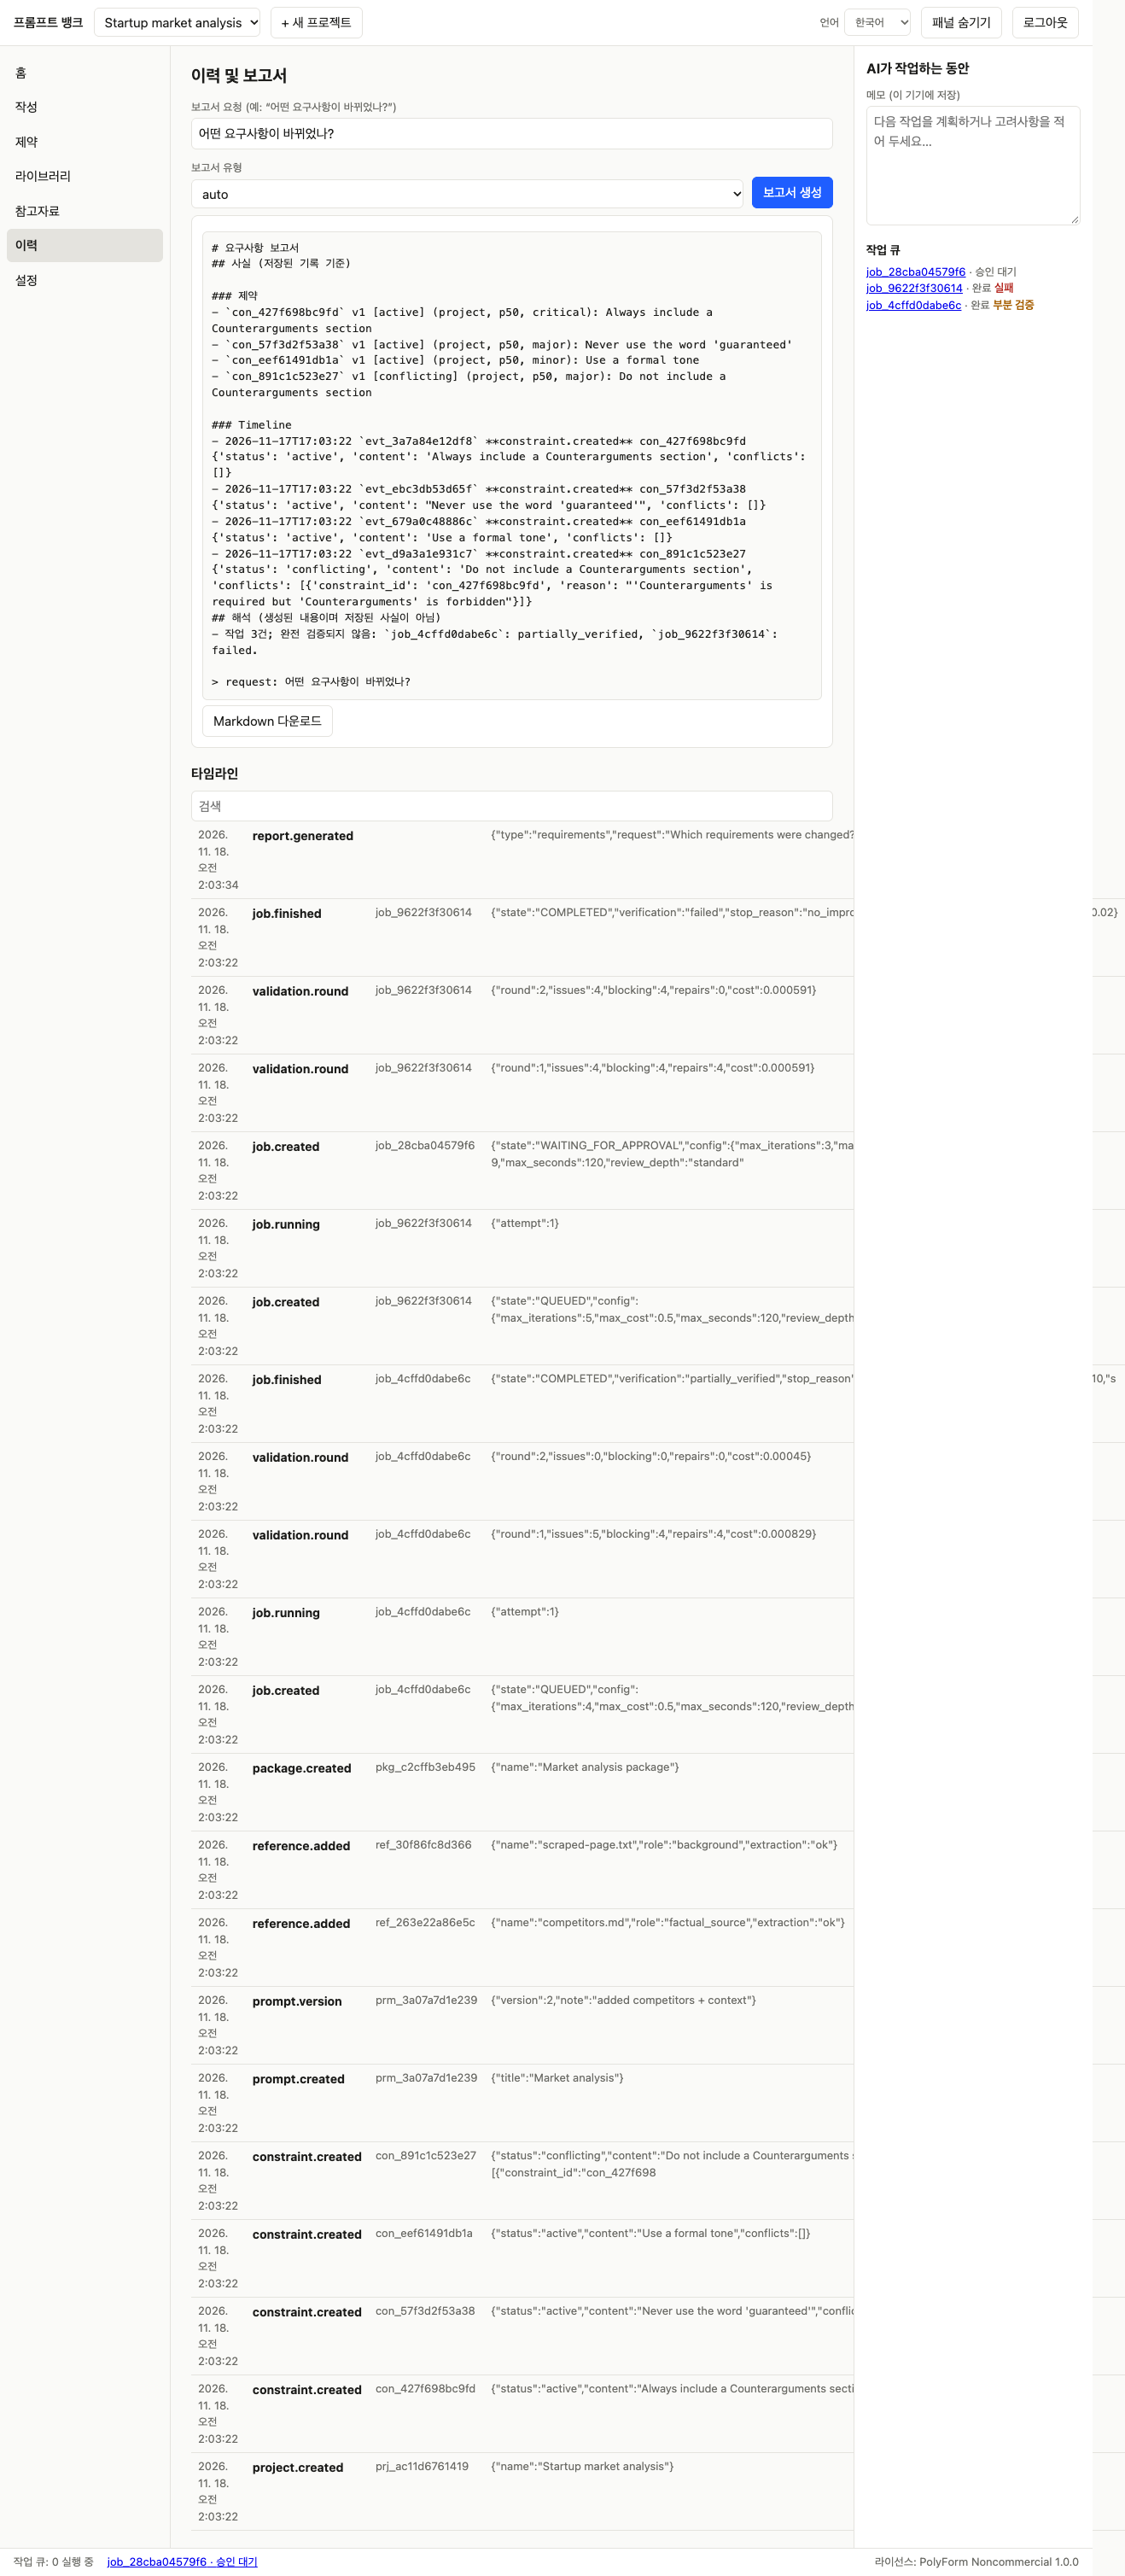 프롬프트 뱅크
Startup market analysis
+ 새 프로젝트
언어
한국어
패널 숨기기
로그아웃
홈
작성
제약
라이브러리
참고자료
이력
설정
이력 및 보고서
보고서 요청 (예: “어떤 요구사항이 바뀌었나?”)
어떤 요구사항이 바뀌었나?
보고서 유형
auto
보고서 생성
# 요구사항 보고서
## 사실 (저장된 기록 기준)
### 제약
- `con_427f698bc9fd` v1 [active] (project, p50, critical): Always include a
Counterarguments section
- `con_57f3d2f53a38` v1 [active] (project, p50, major): Never use the word 'guaranteed'
- `con_eef61491db1a` v1 [active] (project, p50, minor): Use a formal tone
- `con_891c1c523e27` v1 [conflicting] (project, p50, major): Do not include a
Counterarguments section
### Timeline
- 2026-11-17T17:03:22 `evt_3a7a84e12df8` **constraint.created** con_427f698bc9fd
{'status': 'active', 'content': 'Always include a Counterarguments section', 'conflicts':
[]}
- 2026-11-17T17:03:22 `evt_ebc3db53d65f` **constraint.created** con_57f3d2f53a38
{'status': 'active', 'content': "Never use the word 'guaranteed'", 'conflicts': []}
- 2026-11-17T17:03:22 `evt_679a0c48886c` **constraint.created** con_eef61491db1a
{'status': 'active', 'content': 'Use a formal tone', 'conflicts': []}
- 2026-11-17T17:03:22 `evt_d9a3a1e931c7` **constraint.created** con_891c1c523e27
{'status': 'conflicting', 'content': 'Do not include a Counterarguments section',
'conflicts': [{'constraint_id': 'con_427f698bc9fd', 'reason': "'Counterarguments' is
required but 'Counterarguments' is forbidden"}]}
## 해석 (생성된 내용이며 저장된 사실이 아님)
- 작업 3건; 완전 검증되지 않음: `job_4cffd0dabe6c`: partially_verified, `job_9622f3f30614`:
failed.
> request: 어떤 요구사항이 바뀌었나?
Markdown 다운로드
타임라인
검색
2026. 11. 18. 오전 2:03:34 report.generated {"type":"requirements","request":"Which requirements were changed?
2026. 11. 18. 오전 2:03:22 job.finished job_9622f3f30614 {"state":"COMPLETED","verification":"failed","stop_reason":"no_impro 0.02}
2026. 11. 18. 오전 2:03:22 validation.round job_9622f3f30614 {"round":2,"issues":4,"blocking":4,"repairs":0,"cost":0.000591}
2026. 11. 18. 오전 2:03:22 validation.round job_9622f3f30614 {"round":1,"issues":4,"blocking":4,"repairs":4,"cost":0.000591}
2026. 11. 18. 오전 2:03:22 job.created job_28cba04579f6 {"state":"WAITING_FOR_APPROVAL","config":{"max_iterations":3,"ma
9,"max_seconds":120,"review_depth":"standard"
2026. 11. 18. 오전 2:03:22 job.running job_9622f3f30614 {"attempt":1}
2026. 11. 18. 오전 2:03:22 job.created job_9622f3f30614 {"state":"QUEUED","config":
{"max_iterations":5,"max_cost":0.5,"max_seconds":120,"review_depth
2026. 11. 18. 오전 2:03:22 job.finished job_4cffd0dabe6c {"state":"COMPLETED","verification":"partially_verified","stop_reason" 10,"s
2026. 11. 18. 오전 2:03:22 validation.round job_4cffd0dabe6c {"round":2,"issues":0,"blocking":0,"repairs":0,"cost":0.00045}
2026. 11. 18. 오전 2:03:22 validation.round job_4cffd0dabe6c {"round":1,"issues":5,"blocking":4,"repairs":4,"cost":0.000829}
2026. 11. 18. 오전 2:03:22 job.running job_4cffd0dabe6c {"attempt":1}
2026. 11. 18. 오전 2:03:22 job.created job_4cffd0dabe6c {"state":"QUEUED","config":
{"max_iterations":4,"max_cost":0.5,"max_seconds":120,"review_depth
2026. 11. 18. 오전 2:03:22 package.created pkg_c2cffb3eb495 {"name":"Market analysis package"}
2026. 11. 18. 오전 2:03:22 reference.added ref_30f86fc8d366 {"name":"scraped-page.txt","role":"background","extraction":"ok"}
2026. 11. 18. 오전 2:03:22 reference.added ref_263e22a86e5c {"name":"competitors.md","role":"factual_source","extraction":"ok"}
2026. 11. 18. 오전 2:03:22 prompt.version prm_3a07a7d1e239 {"version":2,"note":"added competitors + context"}
2026. 11. 18. 오전 2:03:22 prompt.created prm_3a07a7d1e239 {"title":"Market analysis"}
2026. 11. 18. 오전 2:03:22 constraint.created con_891c1c523e27 {"status":"conflicting","content":"Do not include a Counterarguments s
[{"constraint_id":"con_427f698
2026. 11. 18. 오전 2:03:22 constraint.created con_eef61491db1a {"status":"active","content":"Use a formal tone","conflicts":[]}
2026. 11. 18. 오전 2:03:22 constraint.created con_57f3d2f53a38 {"status":"active","content":"Never use the word 'guaranteed'","conflic
2026. 11. 18. 오전 2:03:22 constraint.created con_427f698bc9fd {"status":"active","content":"Always include a Counterarguments secti
2026. 11. 18. 오전 2:03:22 project.created prj_ac11d6761419 {"name":"Startup market analysis"}
AI가 작업하는 동안
메모 (이 기기에 저장)
다음 작업을 계획하거나 고려사항을 적
어 두세요...
작업 큐
job_28cba04579f6 · 승인 대기
job_9622f3f30614 · 완료 실패
job_4cffd0dabe6c · 완료 부분 검증
작업 큐: 0 실행 중
job_28cba04579f6 · 승인 대기
라이선스: PolyForm Noncommercial 1.0.0